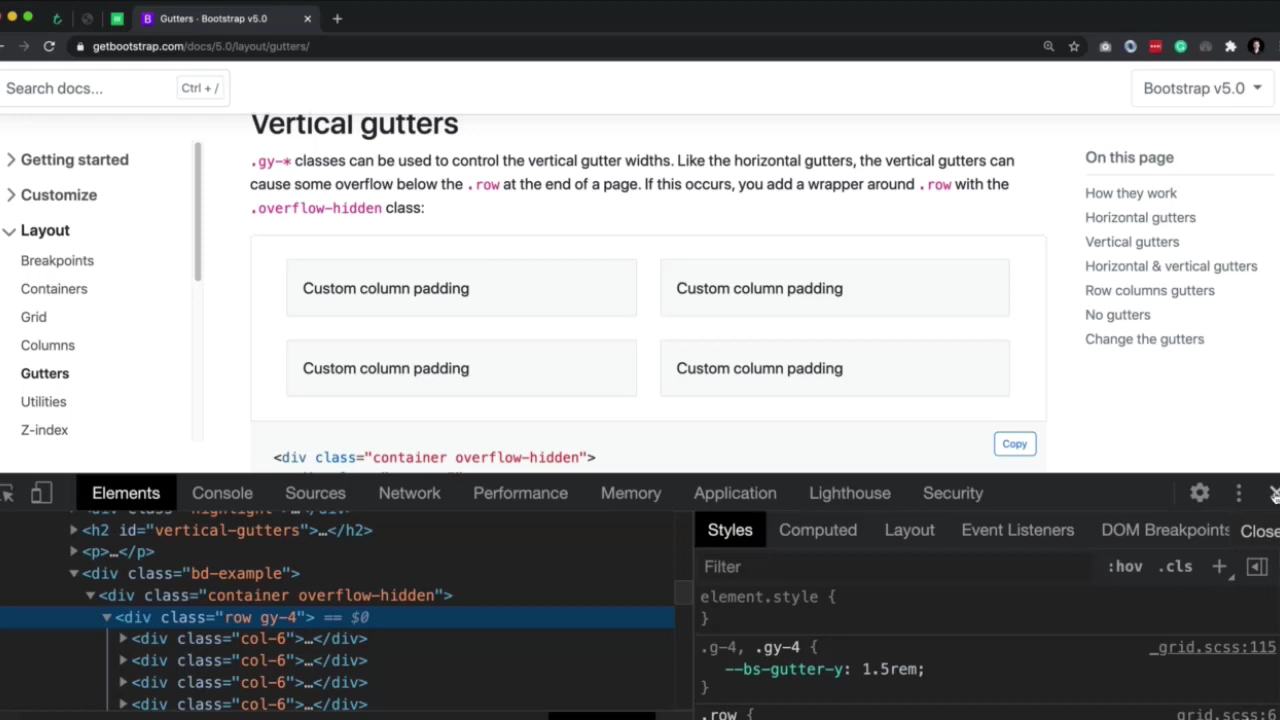 Gutters · Bootstrap v5.0
getbootstrap.com/docs/5.0/layout/gutters/
Search docs...
Ctrl + /
Bootstrap v5.0
Getting started
Customize
Layout
Breakpoints
Containers
Grid
Columns
Gutters
Utilities
Z-index
Vertical gutters
.gy-* classes can be used to control the vertical gutter widths. Like the horizontal gutters, the vertical gutters can
cause some overflow below the .row at the end of a page. If this occurs, you add a wrapper around .row with the
.overflow-hidden class:
Custom column padding
Custom column padding
Custom column padding
Custom column padding
Copy
<div class="container overflow-hidden">
On this page
How they work
Horizontal gutters
Vertical gutters
Horizontal & vertical gutters
Row columns gutters
No gutters
Change the gutters
Elements Console Sources Network Performance Memory Application Lighthouse Security
<h2 id="vertical-gutters">…</h2>
<p>…</p>
<div class="bd-example">
<div class="container overflow-hidden">
<div class="row gy-4"> == $0
<div class="col-6">…</div>
<div class="col-6">…</div>
<div class="col-6">…</div>
<div class="col-6">…</div>
Styles Computed Layout Event Listeners DOM Breakpoints
Close
Filter
:hov .cls +
element.style {
}
.g-4, .gy-4 {
_grid.scss:115
--bs-gutter-y: 1.5rem;
}
.row {
_grid.scss:6